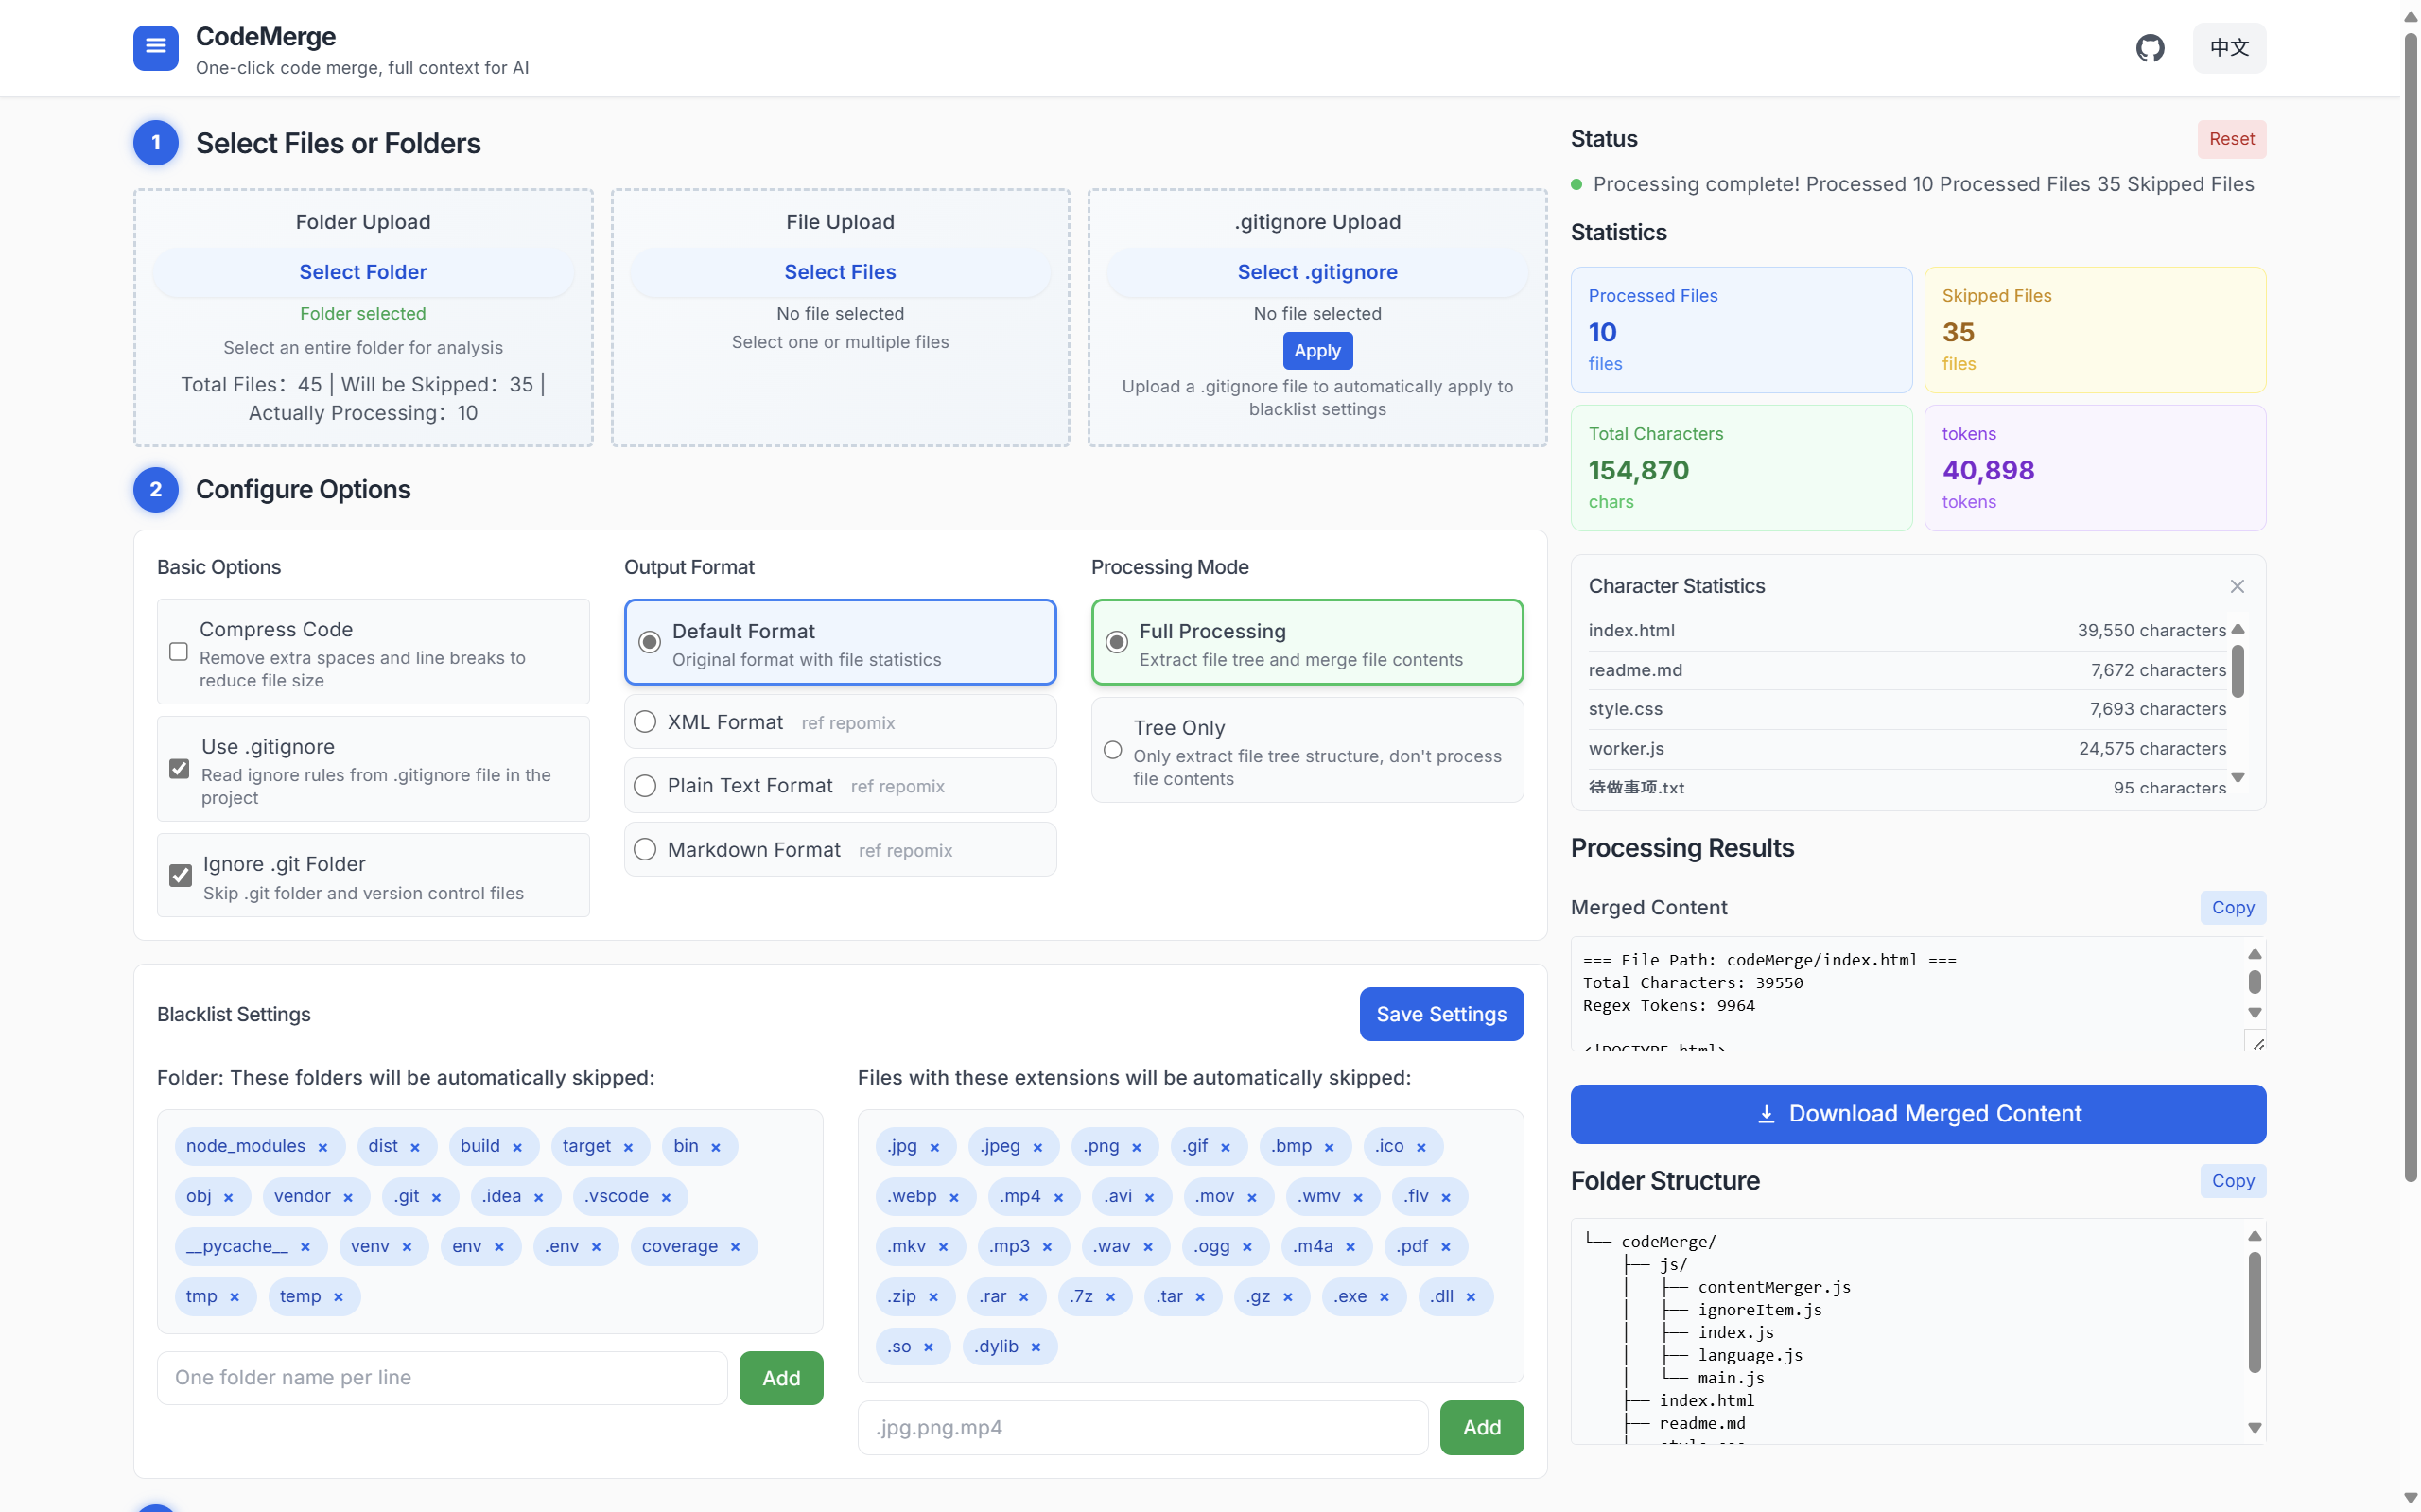 CodeMerge
One-click code merge, full context for AI
中文
1
Select Files or Folders
Folder Upload
Select Folder
Folder selected
Select an entire folder for analysis
Total Files：45 | Will be Skipped：35 |
Actually Processing：10
File Upload
Select Files
No file selected
Select one or multiple files
.gitignore Upload
Select .gitignore
No file selected
Apply
Upload a .gitignore file to automatically apply to
blacklist settings
2
Configure Options
Basic Options
Compress Code
Remove extra spaces and line breaks to
reduce file size
Use .gitignore
Read ignore rules from .gitignore file in the
project
Ignore .git Folder
Skip .git folder and version control files
Output Format
Default Format
Original format with file statistics
XML Format ref repomix
Plain Text Format ref repomix
Markdown Format ref repomix
Processing Mode
Full Processing
Extract file tree and merge file contents
Tree Only
Only extract file tree structure, don't process
file contents
Blacklist Settings
Save Settings
Folder: These folders will be automatically skipped:
node_modules × dist × build × target × bin ×
obj × vendor × .git × .idea × .vscode ×
__pycache__ × venv × env × .env × coverage ×
tmp × temp ×
One folder name per line
Add
Files with these extensions will be automatically skipped:
.jpg × .jpeg × .png × .gif × .bmp × .ico ×
.webp × .mp4 × .avi × .mov × .wmv × .flv ×
.mkv × .mp3 × .wav × .ogg × .m4a × .pdf ×
.zip × .rar × .7z × .tar × .gz × .exe × .dll ×
.so × .dylib ×
.jpg.png.mp4
Add
Status
Reset
Processing complete! Processed 10 Processed Files 35 Skipped Files
Statistics
Processed Files
10
files
Skipped Files
35
files
Total Characters
154,870
chars
tokens
40,898
tokens
Character Statistics
index.html 39,550 characters
readme.md 7,672 characters
style.css 7,693 characters
worker.js 24,575 characters
待做事项.txt 95 characters
Processing Results
Merged Content
Copy
=== File Path: codeMerge/index.html ===
Total Characters: 39550
Regex Tokens: 9964
<!DOCTYPE html>
Download Merged Content
Folder Structure
Copy
└── codeMerge/
├── js/
│ ├── contentMerger.js
│ ├── ignoreItem.js
│ ├── index.js
│ ├── language.js
│ └── main.js
├── index.html
├── readme.md